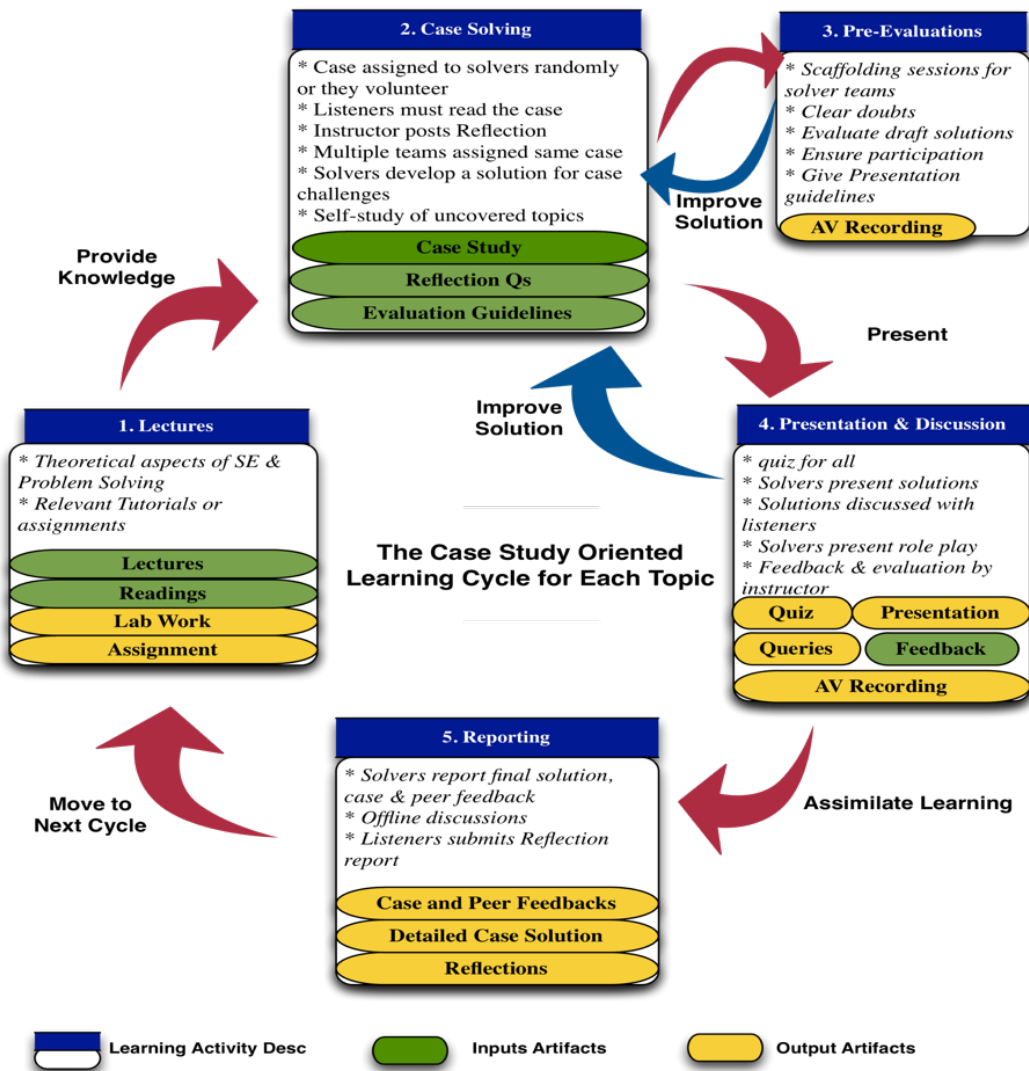 2. Case Solving
* Case assigned to solvers randomly
or they volunteer
* Listeners must read the case
* Instructor posts Reflection
* Multiple teams assigned same case
* Solvers develop a solution for case
challenges
* Self-study of uncovered topics
Case Study
Reflection Qs
Evaluation Guidelines
3. Pre-Evaluations
* Scaffolding sessions for
solver teams
* Clear doubts
* Evaluate draft solutions
* Ensure participation
* Give Presentation
guidelines
AV Recording
Improve
Solution
Provide
Knowledge
Present
Improve
Solution
1. Lectures
* Theoretical aspects of SE &
Problem Solving
* Relevant Tutorials or
assignments
Lectures
Readings
Lab Work
Assignment
The Case Study Oriented
Learning Cycle for Each Topic
4. Presentation & Discussion
* quiz for all
* Solvers present solutions
* Solutions discussed with
listeners
* Solvers present role play
* Feedback & evaluation by
instructor
Quiz
Presentation
Queries
Feedback
AV Recording
5. Reporting
* Solvers report final solution,
case & peer feedback
* Offline discussions
* Listeners submits Reflection
report
Case and Peer Feedbacks
Detailed Case Solution
Reflections
Move to
Next Cycle
Assimilate Learning
Learning Activity Desc
Inputs Artifacts
Output Artifacts